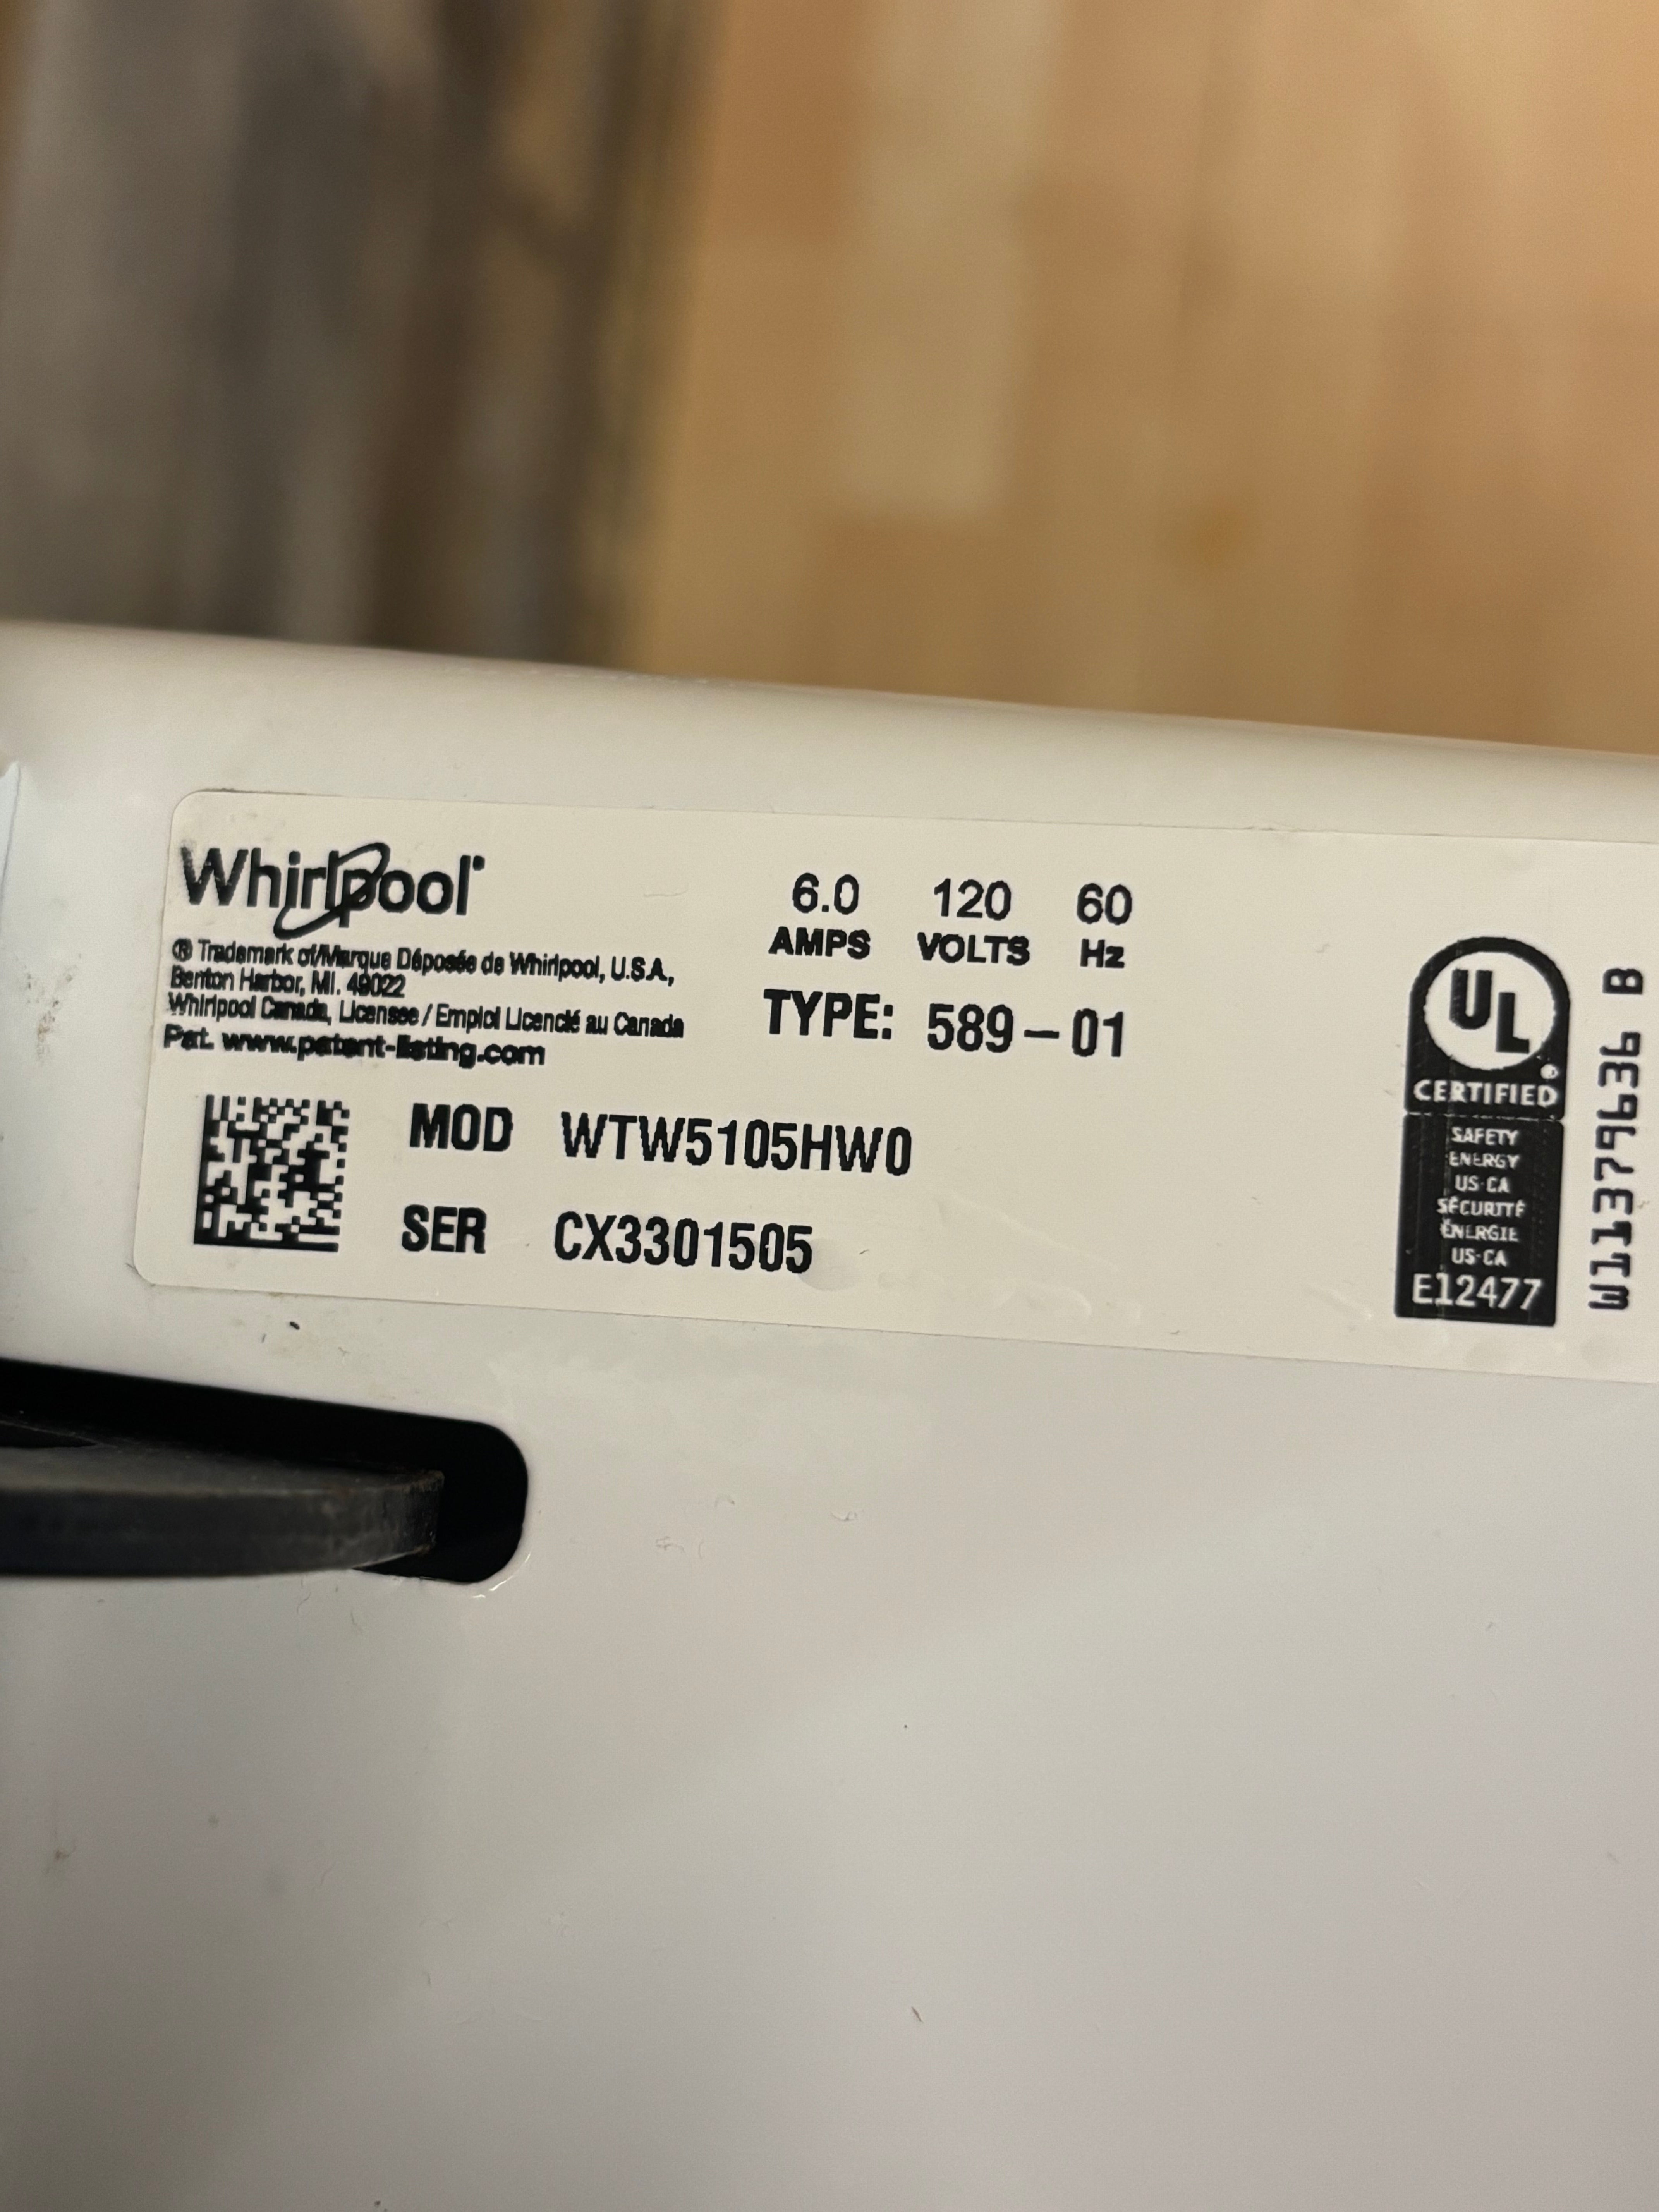 Whirlpool®
® Trademark of/Marque Déposée de Whirlpool, U.S.A.,
Benton Harbor, MI. 49022
Whirlpool Canada, Licensee / Emploi Licencié au Canada
Pat. www.patent-listing.com
6.0 120 60
AMPS VOLTS Hz
TYPE: 589-01
MOD WTW5105HW0
SER CX3301505
UL®
CERTIFIED
SAFETY
ENERGY
US-CA
SÉCURITÉ
ÉNERGIE
US-CA
E12477
W11379636 B